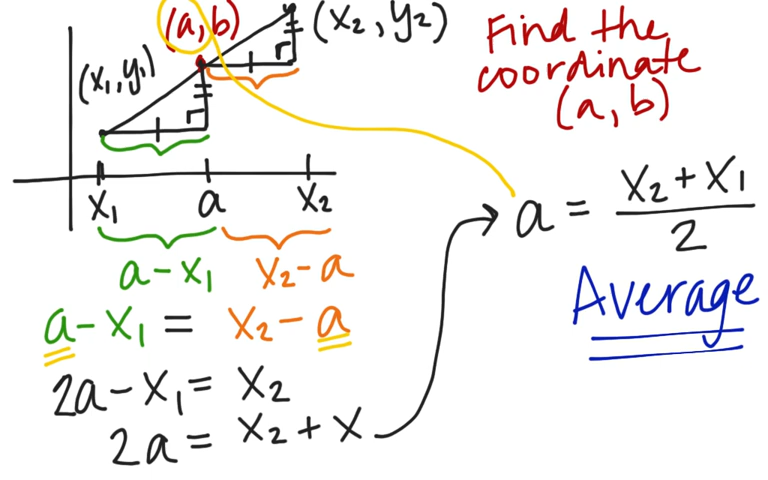 (a,b)
(x₂,y₂)
(x₁,y₁)
Find the
coordinate
(a,b)
x₁ a x₂
a-x₁ x₂-a
a-x₁ = x₂-a
2a-x₁ = x₂
2a = x₂+x
a = x₂+x₁
2
Average